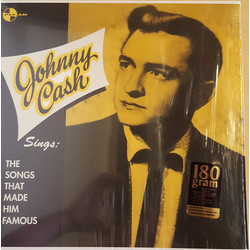 Johnny
Cash
Sings:
THE
SONGS
THAT
MADE
HIM
FAMOUS
180
gram